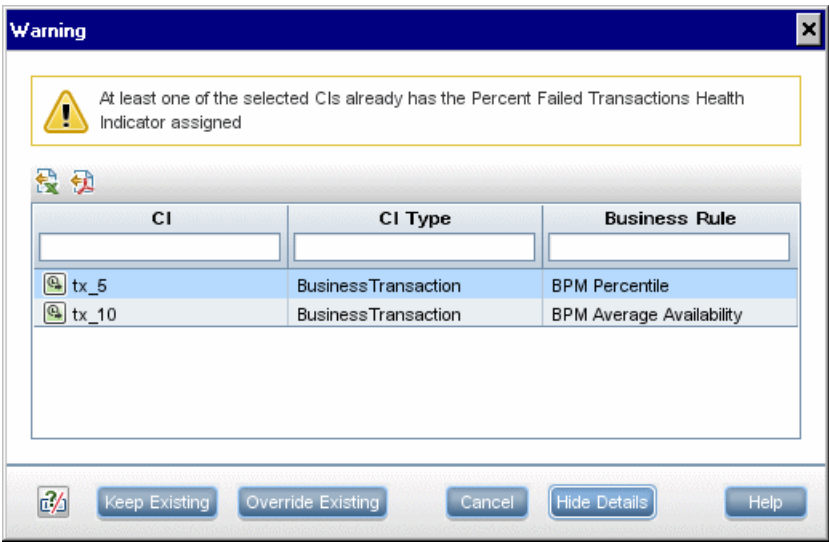 Warning
At least one of the selected CIs already has the Percent Failed Transactions Health
Indicator assigned
CI CI Type Business Rule
tx_5 BusinessTransaction BPM Percentile
tx_10 BusinessTransaction BPM Average Availability
Keep Existing Override Existing Cancel Hide Details Help